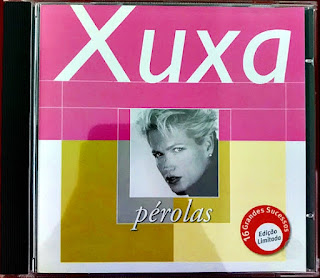 Xuxa
pérolas
16 Grandes Sucessos
Edição
Limitada